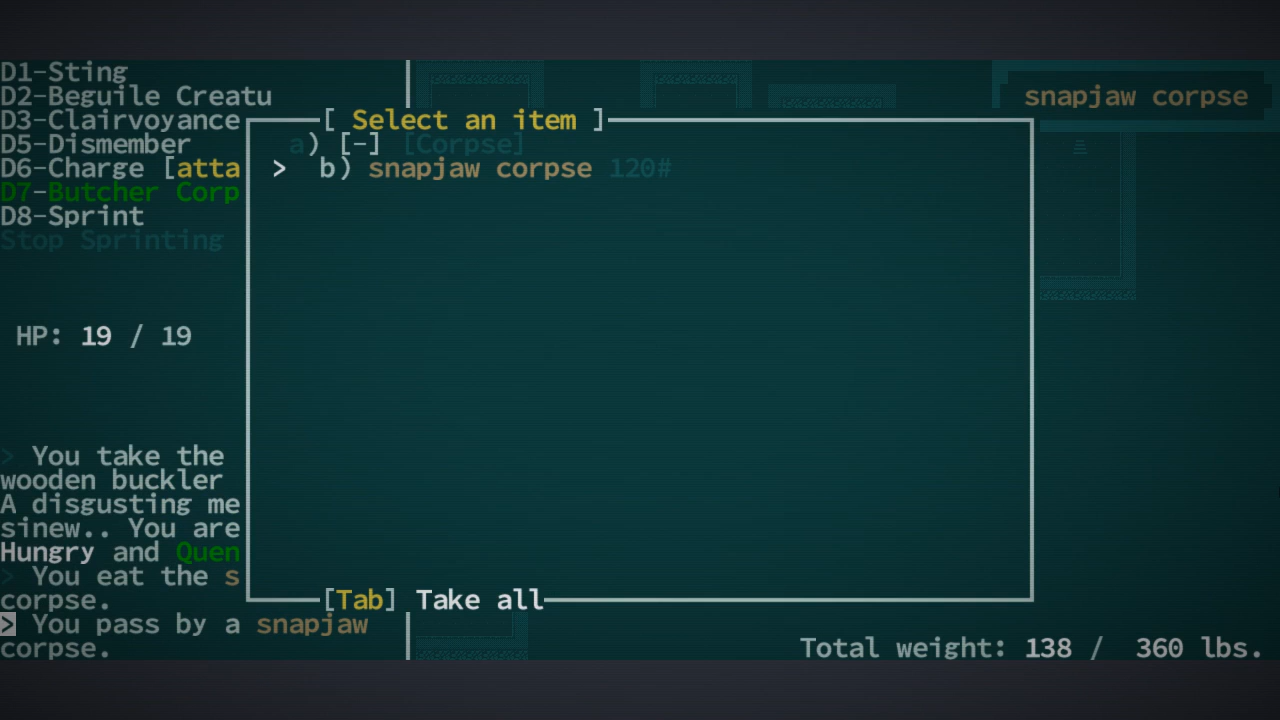 D1-Sting
D2-Beguile Creatu
D3-Clairvoyance
D5-Dismember
D6-Charge [atta
D7-Butcher Corp
D8-Sprint
Stop Sprinting
HP: 19 / 19
> You take the
wooden buckler
A disgusting me
sinew.. You are
Hungry and Quen
> You eat the s
corpse.
> You pass by a snapjaw
corpse.
[ Select an item ]
a) [-] [Corpse]
> b) snapjaw corpse 120#
[Tab] Take all
snapjaw corpse
Total weight: 138 / 360 lbs.